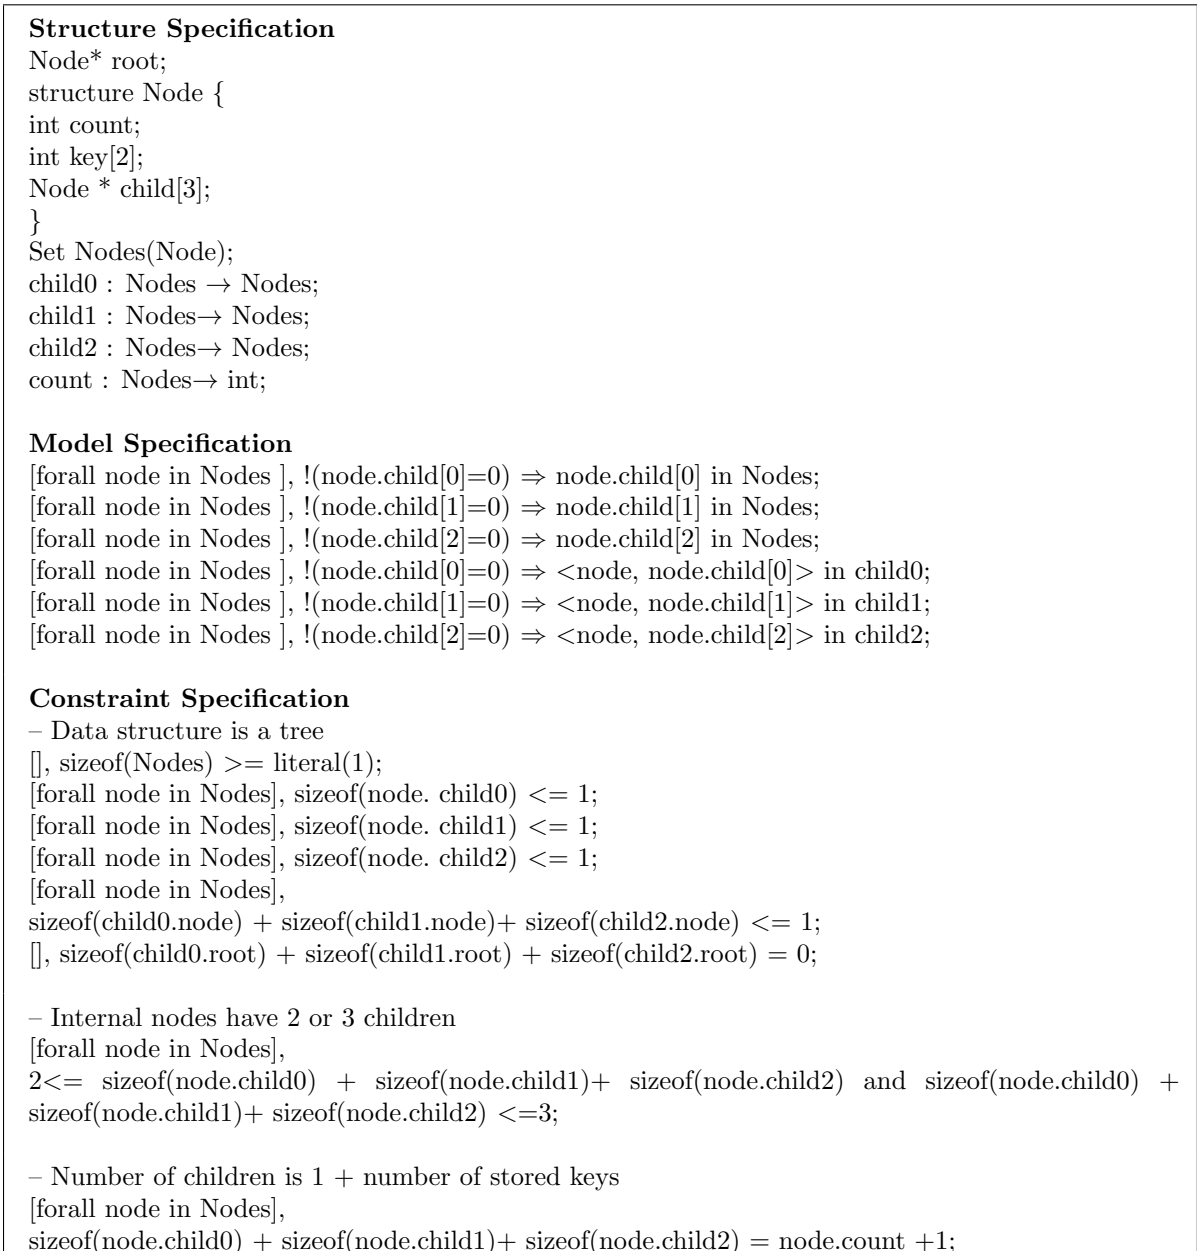 Structure Specification
Node* root;
structure Node {
int count;
int key[2];
Node * child[3];
}
Set Nodes(Node);
child0 : Nodes → Nodes;
child1 : Nodes→ Nodes;
child2 : Nodes→ Nodes;
count : Nodes→ int;
Model Specification
[forall node in Nodes ], !(node.child[0]=0) ⇒ node.child[0] in Nodes;
[forall node in Nodes ], !(node.child[1]=0) ⇒ node.child[1] in Nodes;
[forall node in Nodes ], !(node.child[2]=0) ⇒ node.child[2] in Nodes;
[forall node in Nodes ], !(node.child[0]=0) ⇒ <node, node.child[0]> in child0;
[forall node in Nodes ], !(node.child[1]=0) ⇒ <node, node.child[1]> in child1;
[forall node in Nodes ], !(node.child[2]=0) ⇒ <node, node.child[2]> in child2;
Constraint Specification
– Data structure is a tree
[], sizeof(Nodes) >= literal(1);
[forall node in Nodes], sizeof(node. child0) <= 1;
[forall node in Nodes], sizeof(node. child1) <= 1;
[forall node in Nodes], sizeof(node. child2) <= 1;
[forall node in Nodes],
sizeof(child0.node) + sizeof(child1.node)+ sizeof(child2.node) <= 1;
[], sizeof(child0.root) + sizeof(child1.root) + sizeof(child2.root) = 0;
– Internal nodes have 2 or 3 children
[forall node in Nodes],
2<= sizeof(node.child0) + sizeof(node.child1)+ sizeof(node.child2) and sizeof(node.child0) +
sizeof(node.child1)+ sizeof(node.child2) <=3;
– Number of children is 1 + number of stored keys
[forall node in Nodes],
sizeof(node.child0) + sizeof(node.child1)+ sizeof(node.child2) = node.count +1;